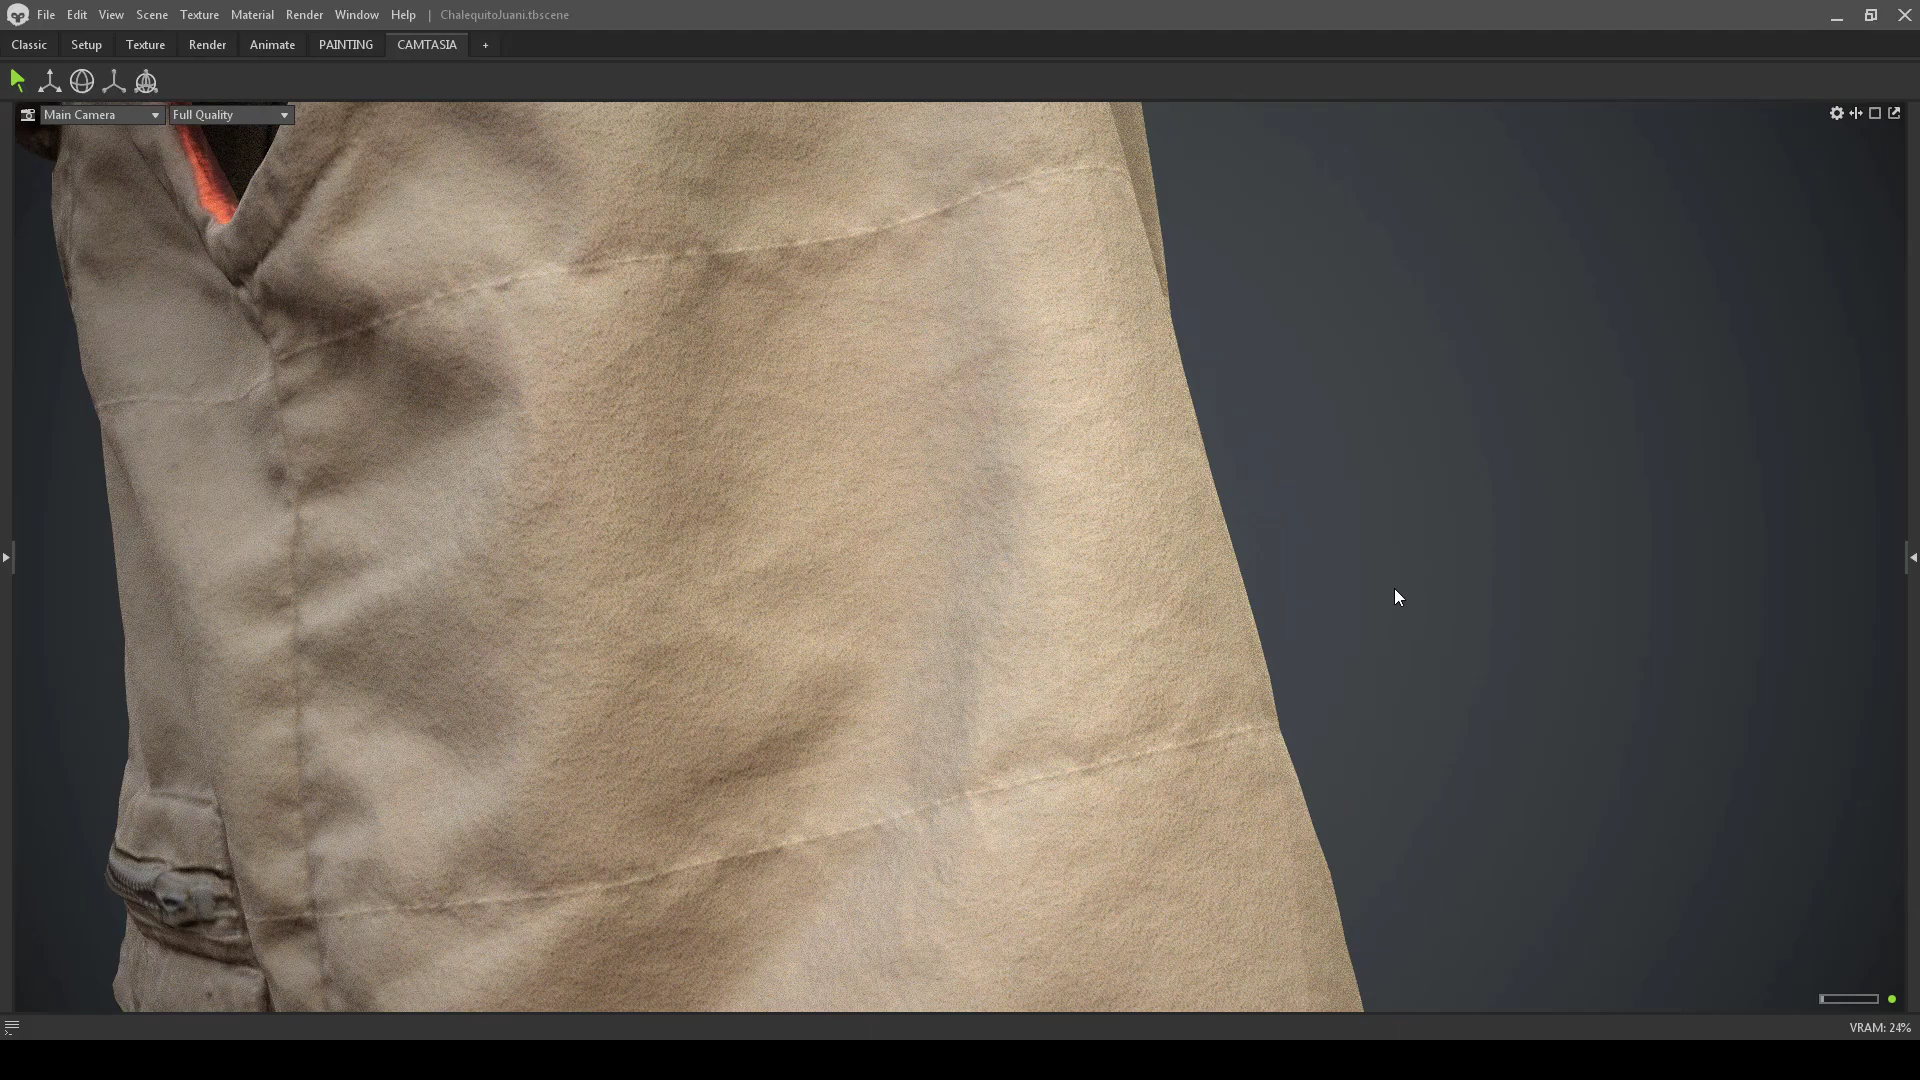 File Edit View Scene Texture Material Render Window Help | ChalequitoJuani.tbscene
Classic Setup Texture Render Animate PAINTING CAMTASIA +
Main Camera Full Quality
VRAM: 24%